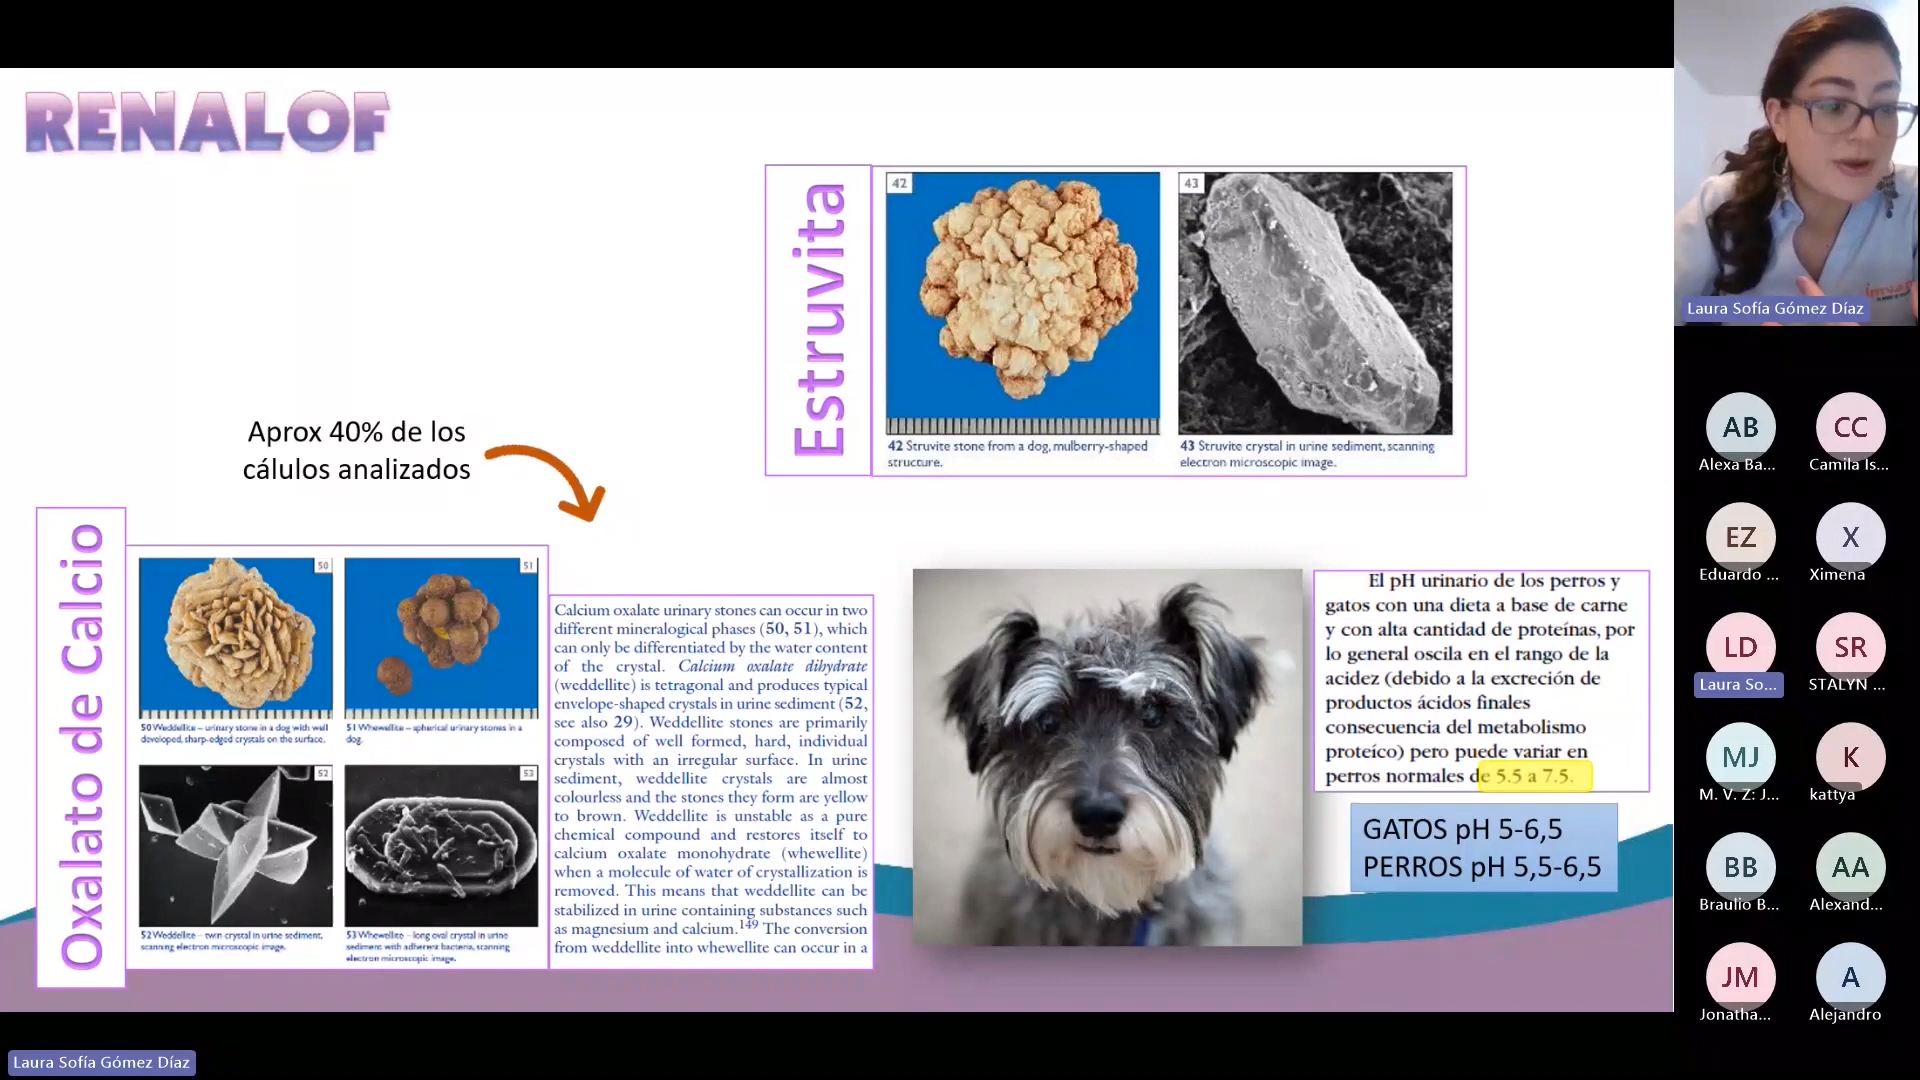 RENALOF
Estruvita
42
43
42 Struvite stone from a dog, mulberry-shaped
structure.
43 Struvite crystal in urine sediment, scanning
electron microscopic image.
Aprox 40% de los
cálulos analizados
Oxalato de Calcio
50
51
50 Weddellite – urinary stone in a dog with well
developed, sharp-edged crystals on the surface.
51 Whewellite – spherical urinary stones in a
dog.
52
53
52 Weddellite – twin crystal in urine sediment,
scanning electron microscopic image.
53 Whewellite – long oval crystal in urine
sediment with adherent bacteria, scanning
electron microscopic image.
Calcium oxalate urinary stones can occur in two
different mineralogical phases (50, 51), which
can only be differentiated by the water content
of the crystal. Calcium oxalate dihydrate
(weddellite) is tetragonal and produces typical
envelope-shaped crystals in urine sediment (52,
see also 29). Weddellite stones are primarily
composed of well formed, hard, individual
crystals with an irregular surface. In urine
sediment, weddellite crystals are almost
colourless and the stones they form are yellow
to brown. Weddellite is unstable as a pure
chemical compound and restores itself to
calcium oxalate monohydrate (whewellite)
when a molecule of water of crystallization is
removed. This means that weddellite can be
stabilized in urine containing substances such
as magnesium and calcium.149 The conversion
from weddellite into whewellite can occur in a
El pH urinario de los perros y
gatos con una dieta a base de carne
y con alta cantidad de proteínas, por
lo general oscila en el rango de la
acidez (debido a la excreción de
productos ácidos finales
consecuencia del metabolismo
proteíco) pero puede variar en
perros normales de 5.5 a 7.5.
GATOS pH 5-6,5
PERROS pH 5,5-6,5
Laura Sofía Gómez Díaz
AB
Alexa Ba...
CC
Camila Is...
EZ
Eduardo ...
X
Ximena
LD
Laura So...
SR
STALYN ...
MJ
M. V. Z: J...
K
kattya
BB
Braulio B...
AA
Alexand...
JM
Jonatha...
A
Alejandro
Laura Sofía Gómez Díaz